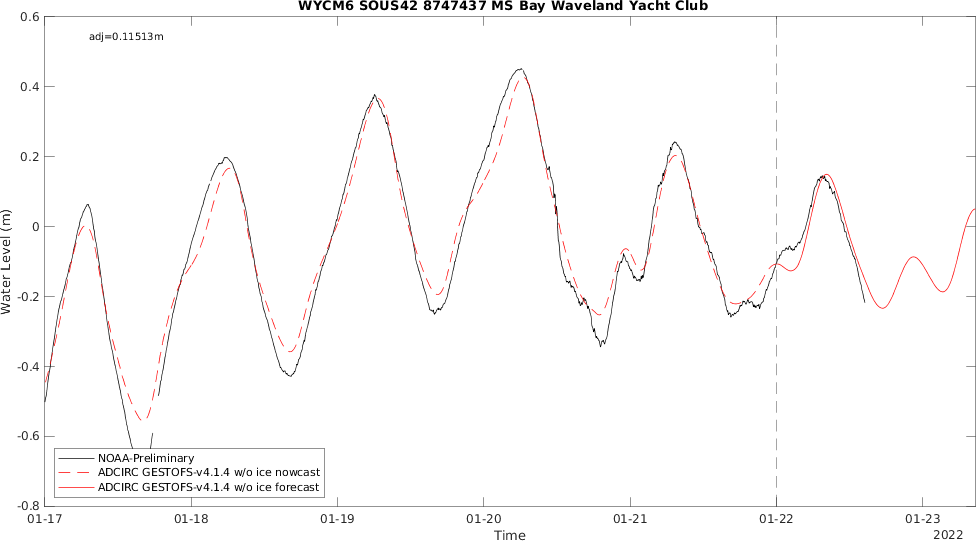 WYCM6 SOUS42 8747437 MS Bay Waveland Yacht Club
adj=0.11513m
0.6
0.4
0.2
0
-0.2
-0.4
-0.6
-0.8
Water Level (m)
NOAA-Preliminary
ADCIRC GESTOFS-v4.1.4 w/o ice nowcast
ADCIRC GESTOFS-v4.1.4 w/o ice forecast
01-17 01-18 01-19 01-20 01-21 01-22 01-23
Time
2022